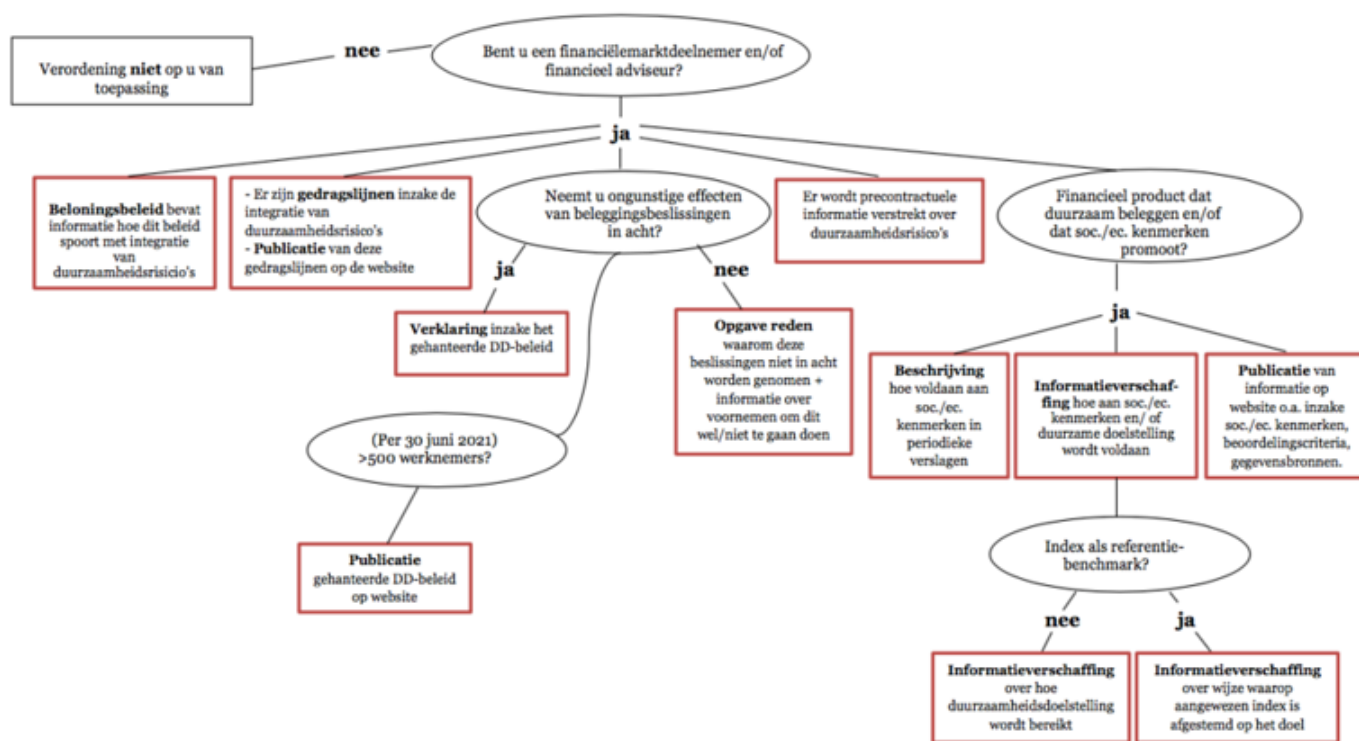 Bent u een financiëlemarktdeelnemer en/of
financieel adviseur?
nee
Verordening niet op u van
toepassing
ja
Beloningsbeleid bevat
informatie hoe dit beleid
spoort met integratie
van
duurzaamheidsrisicio's
- Er zijn gedragslijnen inzake de
integratie van
duurzaamheidsrisico's
- Publicatie van deze
gedragslijnen op de website
Neemt u ongunstige effecten
van beleggingsbeslissingen
in acht?
Er wordt precontractuele
informatie verstrekt over
duurzaamheidsrisico's
Financieel product dat
duurzaam beleggen en/of
dat soc./ec. kenmerken
promoot?
ja
nee
Verklaring inzake het
gehanteerde DD-beleid
Opgave reden
waarom deze
beslissingen niet in acht
worden genomen +
informatie over
voornemen om dit
wel/niet te gaan doen
ja
Beschrijving
hoe voldaan aan
soc./ec.
kenmerken in
periodieke
verslagen
Informatieverschaf-
fing hoe aan soc./ec.
kenmerken en/ of
duurzame doelstelling
wordt voldaan
Publicatie van
informatie op
website o.a. inzake
soc./ec. kenmerken,
beoordelingscriteria,
gegevensbronnen.
(Per 30 juni 2021)
>500 werknemers?
Publicatie
gehanteerde DD-beleid
op website
Index als referentie-
benchmark?
nee
ja
Informatieverschaffing
over hoe
duurzaamheidsdoelstelling
wordt bereikt
Informatieverschaffing
over wijze waarop
aangewezen index is
afgestemd op het doel